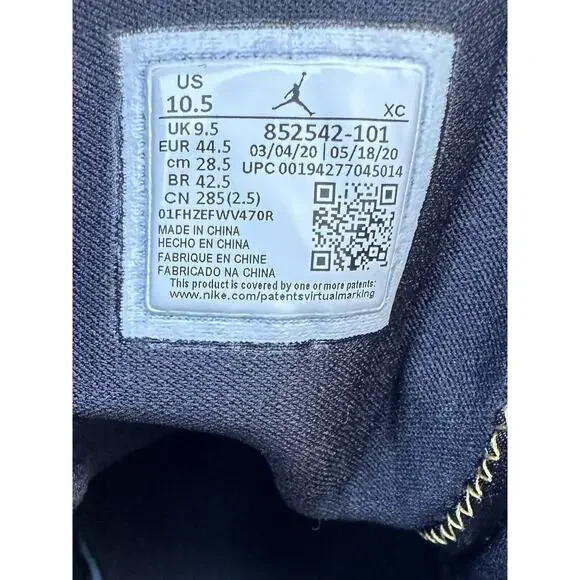 US
10.5
XC
UK 9,5 852542-101
EUR 44.5 03/04/20 | 05/18/20
cm 28.5 UPC 00194277045014
BR 42.5
CN 285(2.5)
01FHZEFWV470R
MADE IN CHINA
HECHO EN CHINA
FABRIQUE EN CHINE
FABRICADO NA CHINA
This product is covered by one or more patents:
www.nike.com/patentsvirtualmarking